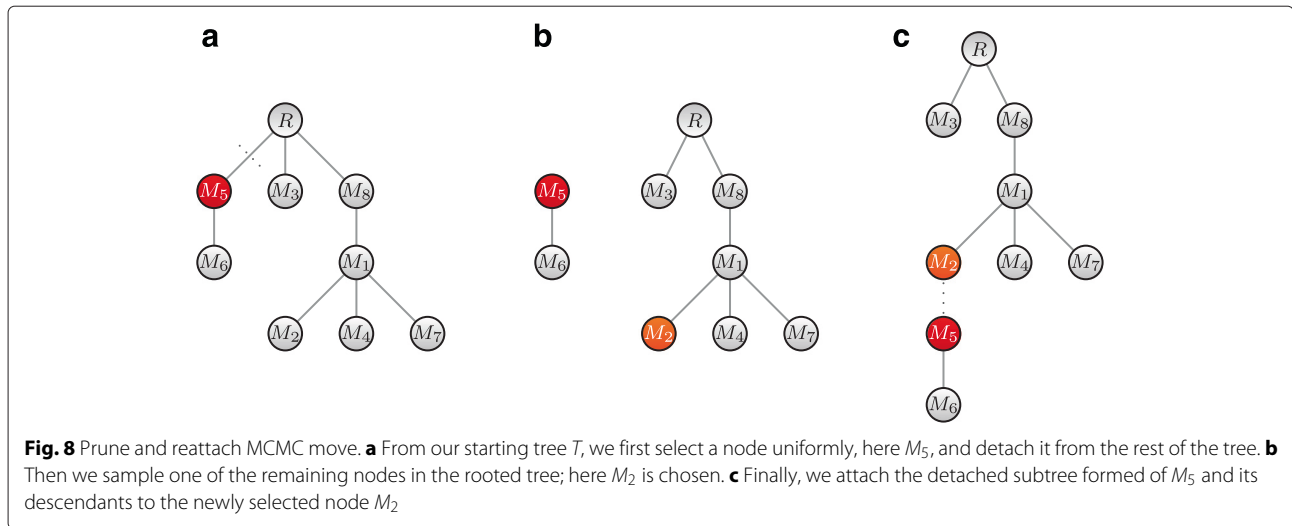 a b c
R
M5 M3 M8
M6 M1
M2 M4 M7
R
M5 M3 M8
M6 M1
M2 M4 M7
R
M3 M8
M1
M2 M4 M7
M5
M6
Fig. 8 Prune and reattach MCMC move. a From our starting tree T, we first select a node uniformly, here M5, and detach it from the rest of the tree. b
Then we sample one of the remaining nodes in the rooted tree; here M2 is chosen. c Finally, we attach the detached subtree formed of M5 and its
descendants to the newly selected node M2